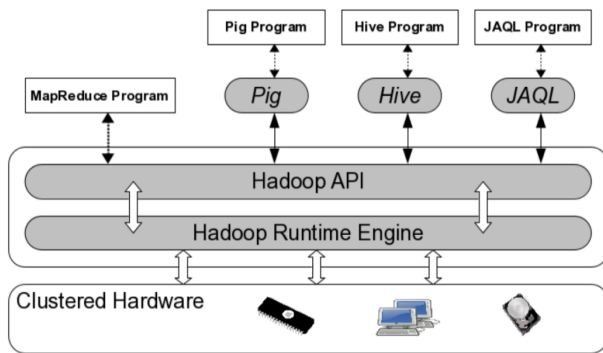 Pig Program
Hive Program
JAQL Program
MapReduce Program
Pig
Hive
JAQL
Hadoop API
Hadoop Runtime Engine
Clustered Hardware